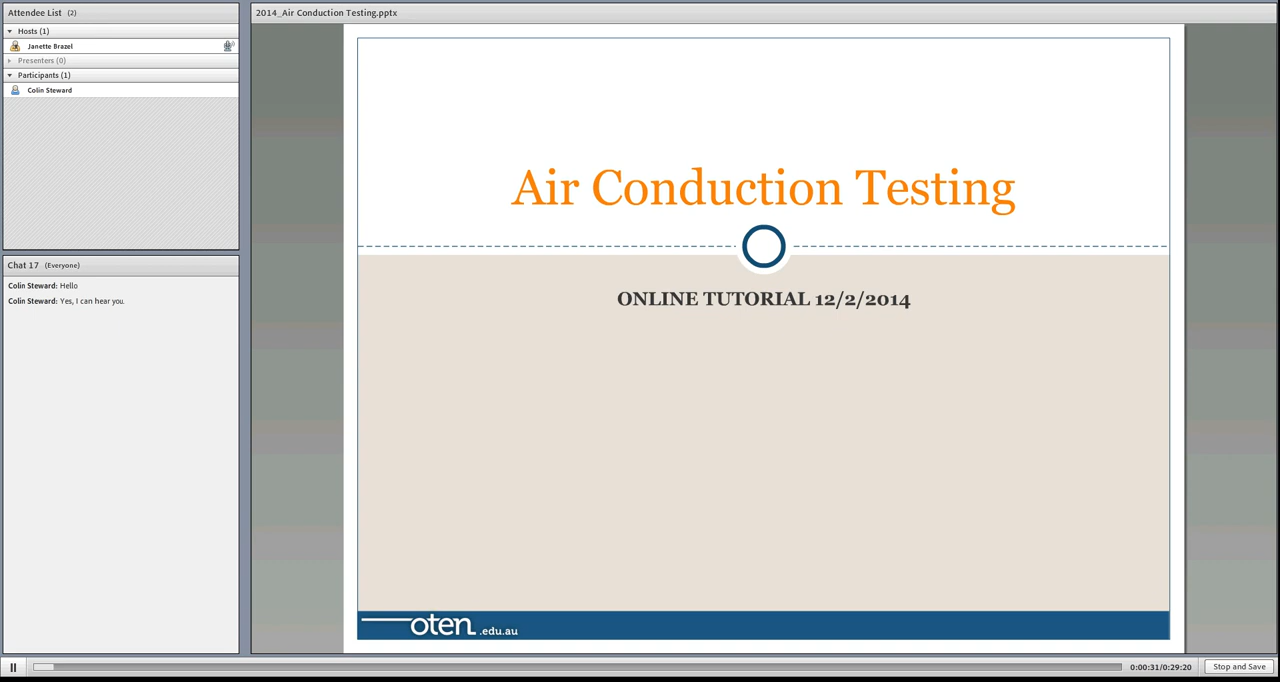 Attendee List (2)
Hosts (1)
Janette Brazel
Presenters (0)
Participants (1)
Colin Steward
Chat 17 (Everyone)
Colin Steward: Hello
Colin Steward: Yes, I can hear you.
2014_Air Conduction Testing.pptx
Air Conduction Testing
ONLINE TUTORIAL 12/2/2014
oten.edu.au
0:00:31/0:29:20
Stop and Save